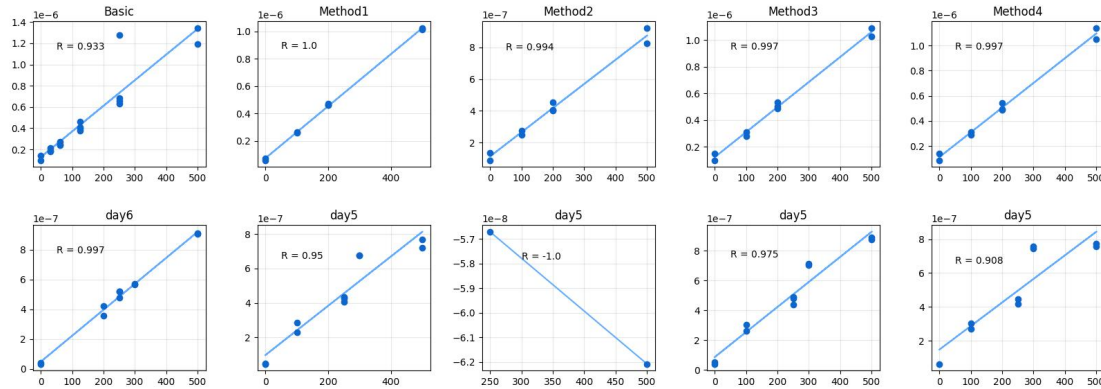 Basic
Method1
Method2
Method3
Method4
1e−6
1e−6
1e−7
1e−6
1e−6
R = 0.933
R = 1.0
R = 0.994
R = 0.997
R = 0.997
1.4
1.2
1.0
0.8
0.6
0.4
0.2
0 100 200 300 400 500
1.0
0.8
0.6
0.4
0.2
0 200 400
8
6
4
2
0 100 200 300 400 500
1.0
0.8
0.6
0.4
0.2
0 100 200 300 400 500
1.0
0.8
0.6
0.4
0.2
0 100 200 300 400 500
day6
day5
day5
day5
day5
1e−7
1e−7
1e−8
1e−7
1e−7
R = 0.997
R = 0.95
R = -1.0
R = 0.975
R = 0.908
8
6
4
2
0
0 100 200 300 400 500
8
6
4
2
0
0 200 400
−5.7
−5.8
−5.9
−6.0
−6.1
−6.2
250 300 350 400 450 500
8
6
4
2
0
0 100 200 300 400 500
8
6
4
2
0 100 200 300 400 500